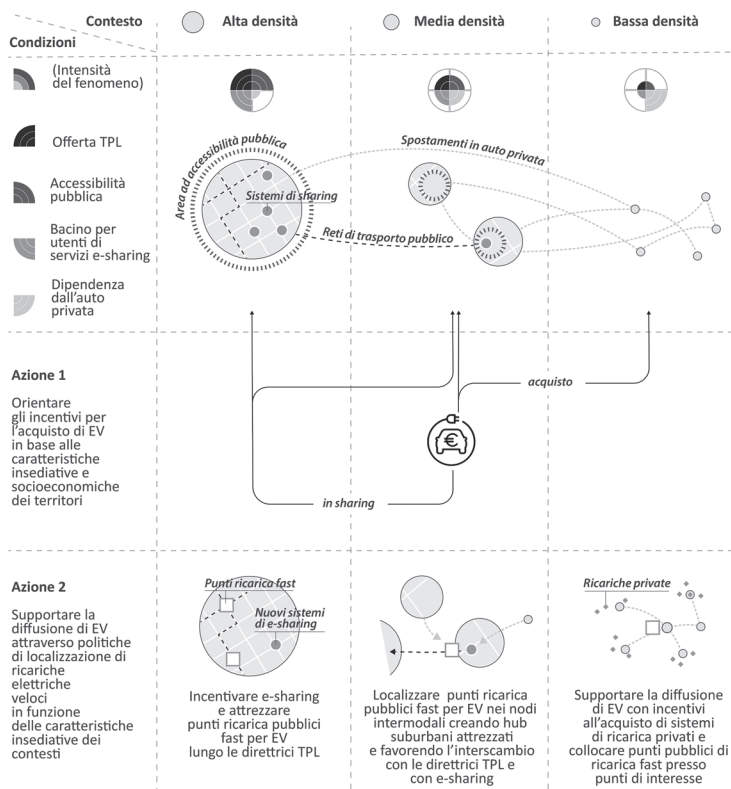 Contesto
Condizioni
Alta densità
Media densità
Bassa densità
(Intensità
del fenomeno)
Offerta TPL
Accessibilità
pubblica
Bacino per
utenti di
servizi e-sharing
Dipendenza
dall'auto
privata
Area ad accessibilità pubblica
Sistemi di sharing
Spostamenti in auto privata
Reti di trasporto pubblico
Azione 1
Orientare
gli incentivi per
l'acquisto di EV
in base alle
caratteristiche
insediative e
socioeconomiche
dei territori
acquisto
€
in sharing
Azione 2
Supportare la
diffusione di EV
attraverso politiche
di localizzazione di
ricariche
elettriche
veloci
in funzione
delle caratteristiche
insediative dei
contesti
Punti ricarica fast
Nuovi sistemi
di e-sharing
Incentivare e-sharing
e attrezzare
punti ricarica pubblici
fast per EV
lungo le direttrici TPL
Localizzare punti ricarica
pubblici fast per EV nei nodi
intermodali creando hub
suburbani attrezzati
e favorendo l'interscambio
con le direttrici TPL e
con e-sharing
Ricariche private
Supportare la diffusione
di EV con incentivi
all'acquisto di sistemi
di ricarica privati e
collocare punti pubblici di
ricarica fast presso
punti di interesse